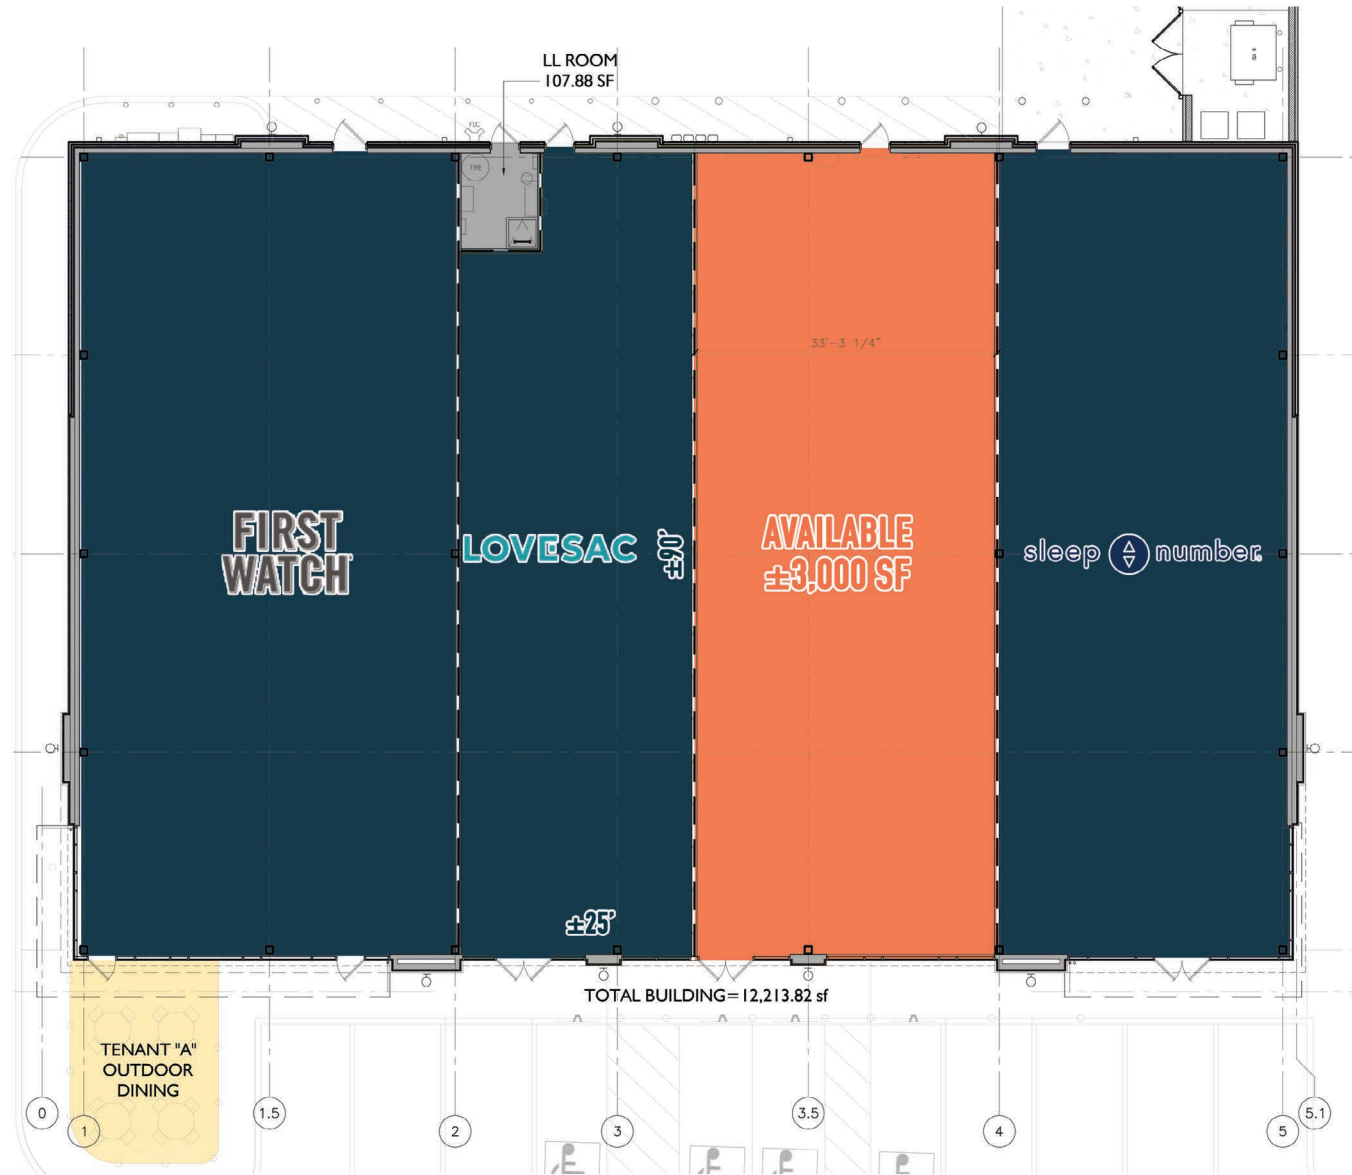 LL ROOM
107.88 SF
FDC
FIRE
33'-3 1/4"
FIRST
WATCH
LOVESAC
±90'
AVAILABLE
±3,000 SF
sleep number.
±25'
TOTAL BUILDING=12,213.82 sf
TENANT "A"
OUTDOOR
DINING
0
1
1.5
2
3
3.5
4
5
5.1